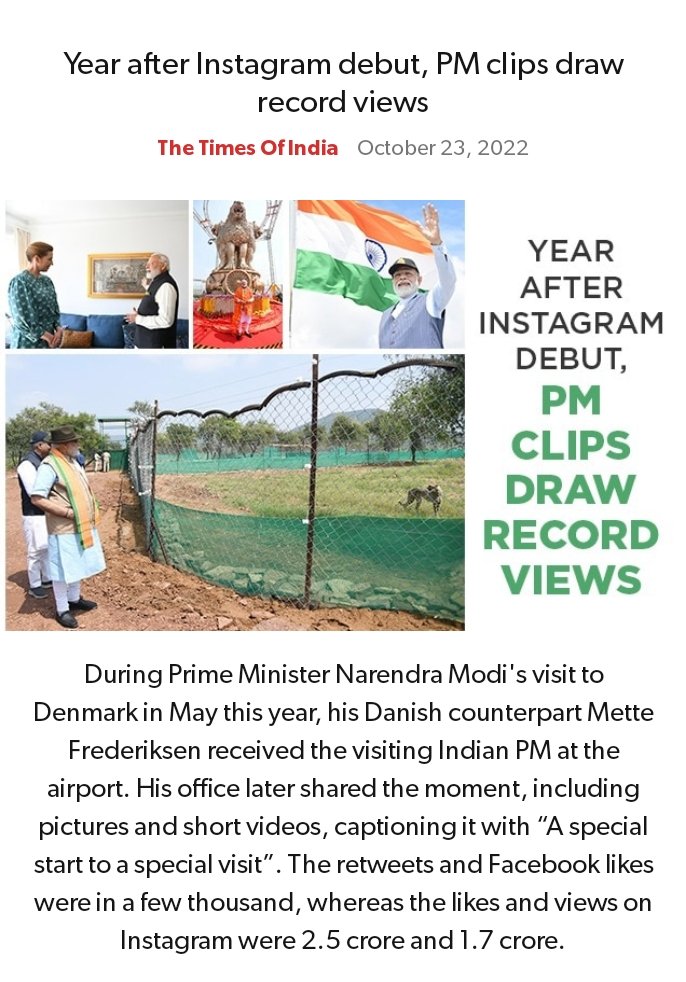 Year after Instagram debut, PM clips draw
record views
The Times Of India October 23, 2022
YEAR
AFTER
INSTAGRAM
DEBUT,
PM
CLIPS
DRAW
RECORD
VIEWS
During Prime Minister Narendra Modi's visit to
Denmark in May this year, his Danish counterpart Mette
Frederiksen received the visiting Indian PM at the
airport. His office later shared the moment, including
pictures and short videos, captioning it with “A special
start to a special visit”. The retweets and Facebook likes
were in a few thousand, whereas the likes and views on
Instagram were 2.5 crore and 1.7 crore.